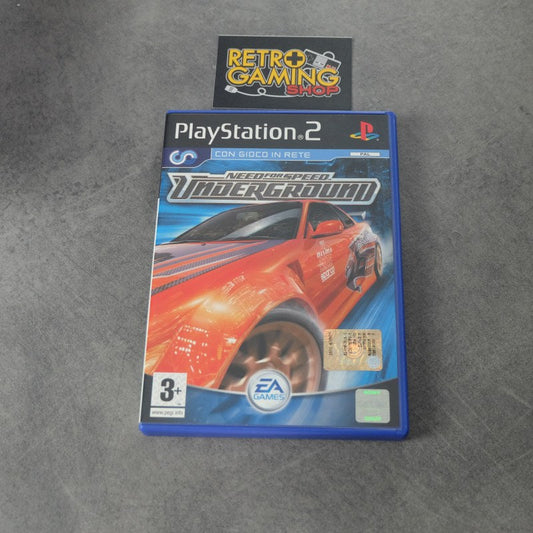 RETRO
GAMING
SHOP
PlayStation®2
CON GIOCO IN RETE
PAL
NEED FOR SPEED
UNDERGROUND
3+
www.pegi.info
EA
GAMES